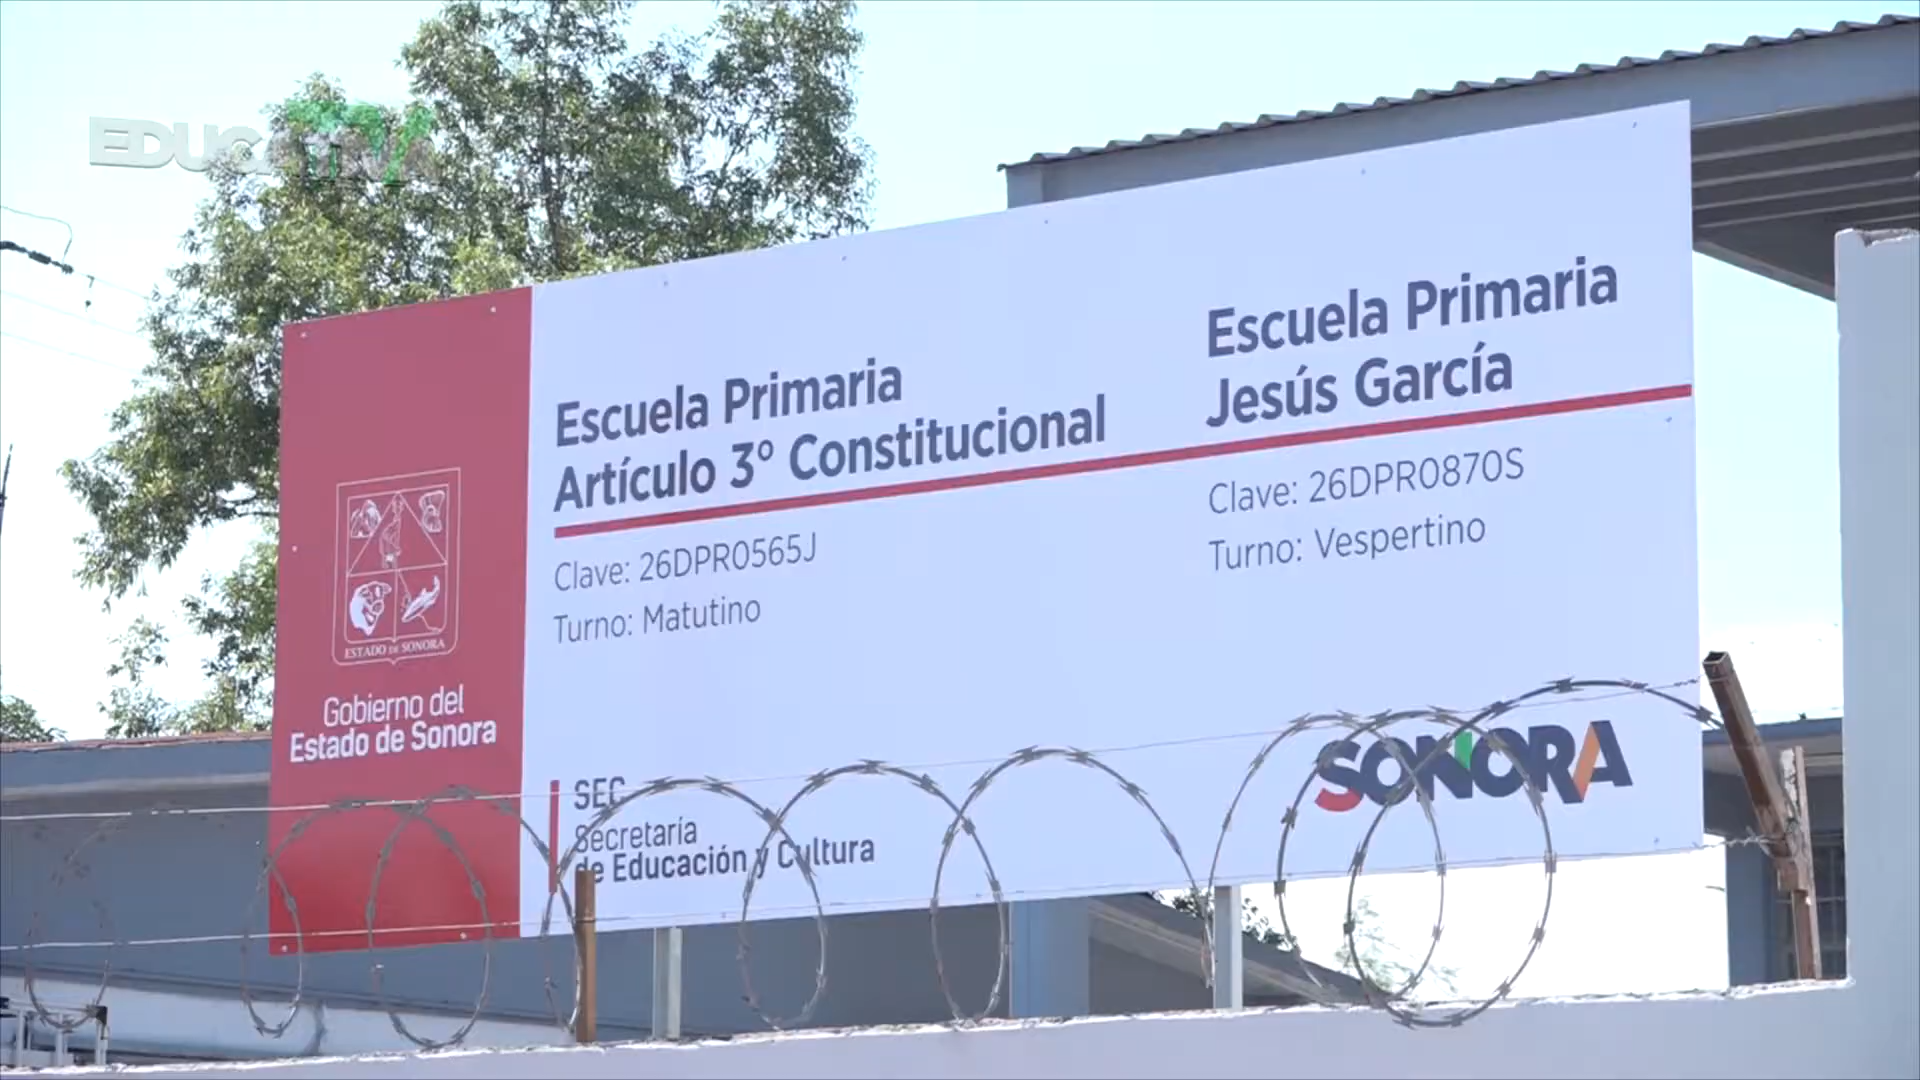 EDUCATIVA
Escuela Primaria
Artículo 3° Constitucional
Clave: 26DPR0565J
Turno: Matutino
Escuela Primaria
Jesús García
Clave: 26DPR0870S
Turno: Vespertino
ESTADO DE SONORA
Gobierno del
Estado de Sonora
SEC
Secretaría
de Educación y Cultura
SONORA